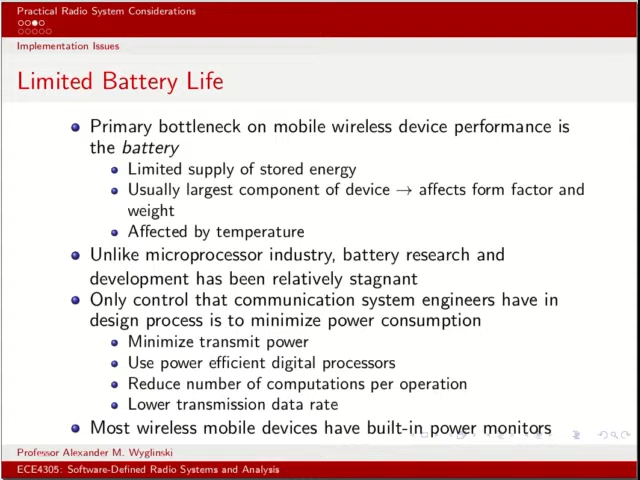 Practical Radio System Considerations
Implementation Issues
Limited Battery Life
Primary bottleneck on mobile wireless device performance is
the battery
Limited supply of stored energy
Usually largest component of device → affects form factor and
weight
Affected by temperature
Unlike microprocessor industry, battery research and
development has been relatively stagnant
Only control that communication system engineers have in
design process is to minimize power consumption
Minimize transmit power
Use power efficient digital processors
Reduce number of computations per operation
Lower transmission data rate
Most wireless mobile devices have built-in power monitors
Professor Alexander M. Wyglinski
ECE4305: Software-Defined Radio Systems and Analysis